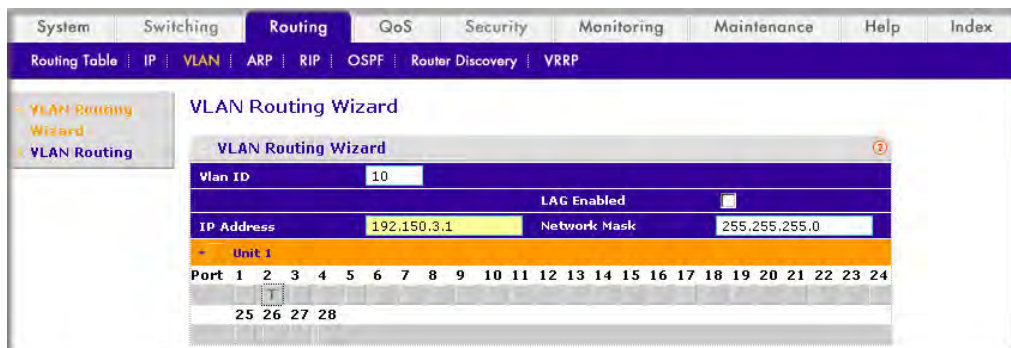 System Switching Routing QoS Security Monitoring Maintenance Help Index
Routing Table IP VLAN ARP RIP OSPF Router Discovery VRRP
VLAN Routing
Wizard
VLAN Routing
VLAN Routing Wizard
VLAN Routing Wizard ?
Vlan ID 10
LAG Enabled
IP Address 192.150.3.1 Network Mask 255.255.255.0
Unit 1
Port 1 2 3 4 5 6 7 8 9 10 11 12 13 14 15 16 17 18 19 20 21 22 23 24
T
25 26 27 28